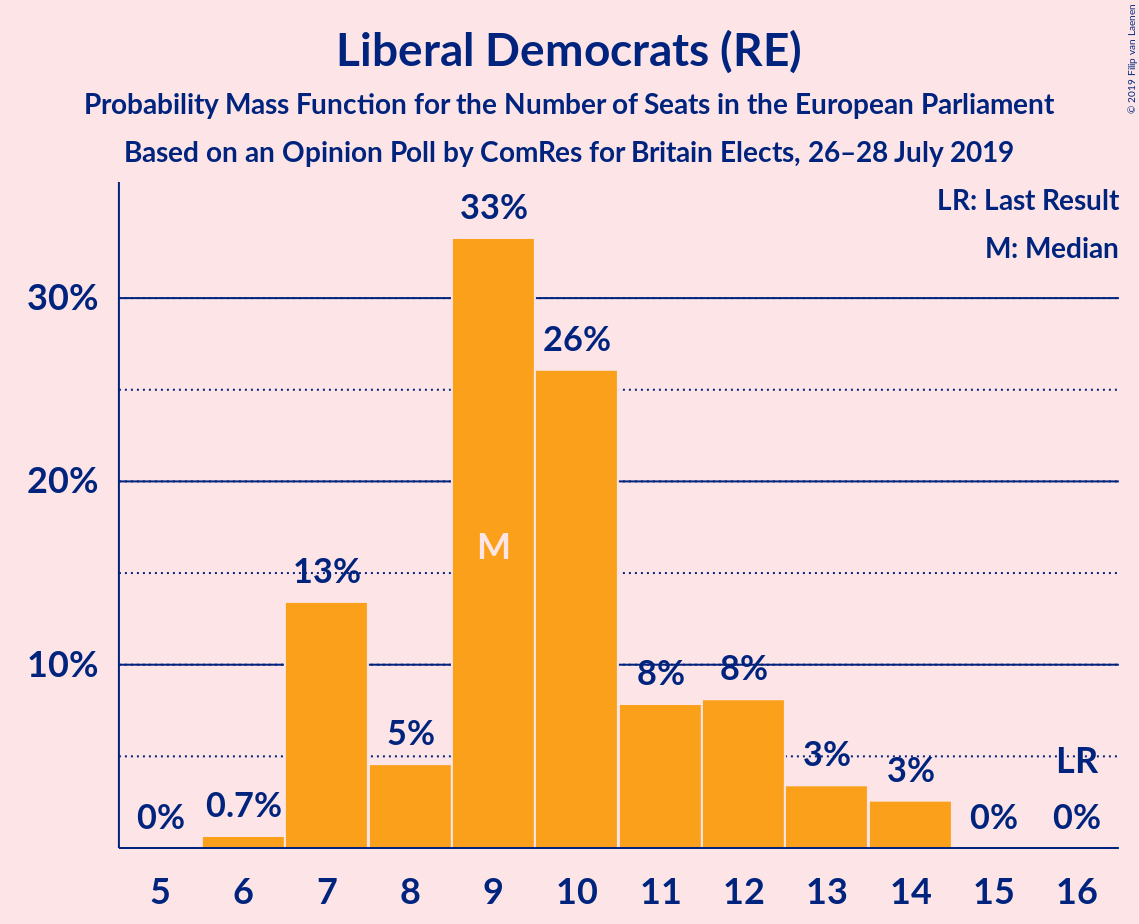 Liberal Democrats (RE)
Probability Mass Function for the Number of Seats in the European Parliament
Based on an Opinion Poll by ComRes for Britain Elects, 26–28 July 2019
© 2019 Filip van Laenen
LR: Last Result
M: Median
30%
20%
10%
0%
0.7%
13%
5%
33%
M
26%
8%
8%
3%
3%
0%
LR
0%
5 6 7 8 9 10 11 12 13 14 15 16